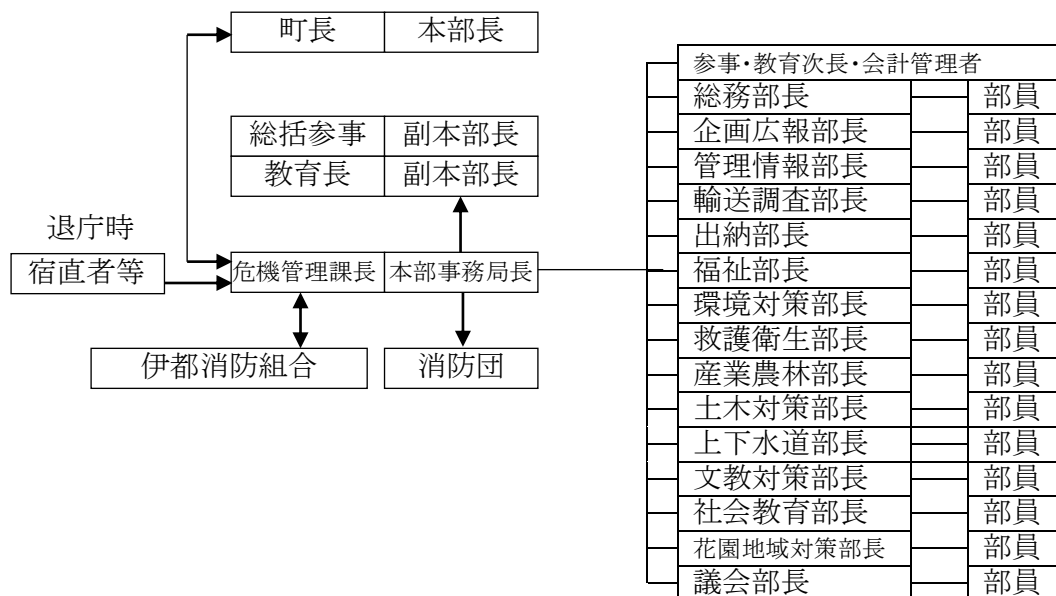 町長 本部長
総括参事 副本部長
教育長 副本部長
退庁時
宿直者等
危機管理課長 本部事務局長
伊都消防組合
消防団
参事・教育次長・会計管理者
総務部長 部員
企画広報部長 部員
管理情報部長 部員
輸送調査部長 部員
出納部長 部員
福祉部長 部員
環境対策部長 部員
救護衛生部長 部員
産業農林部長 部員
土木対策部長 部員
上下水道部長 部員
文教対策部長 部員
社会教育部長 部員
花園地域対策部長 部員
議会部長 部員